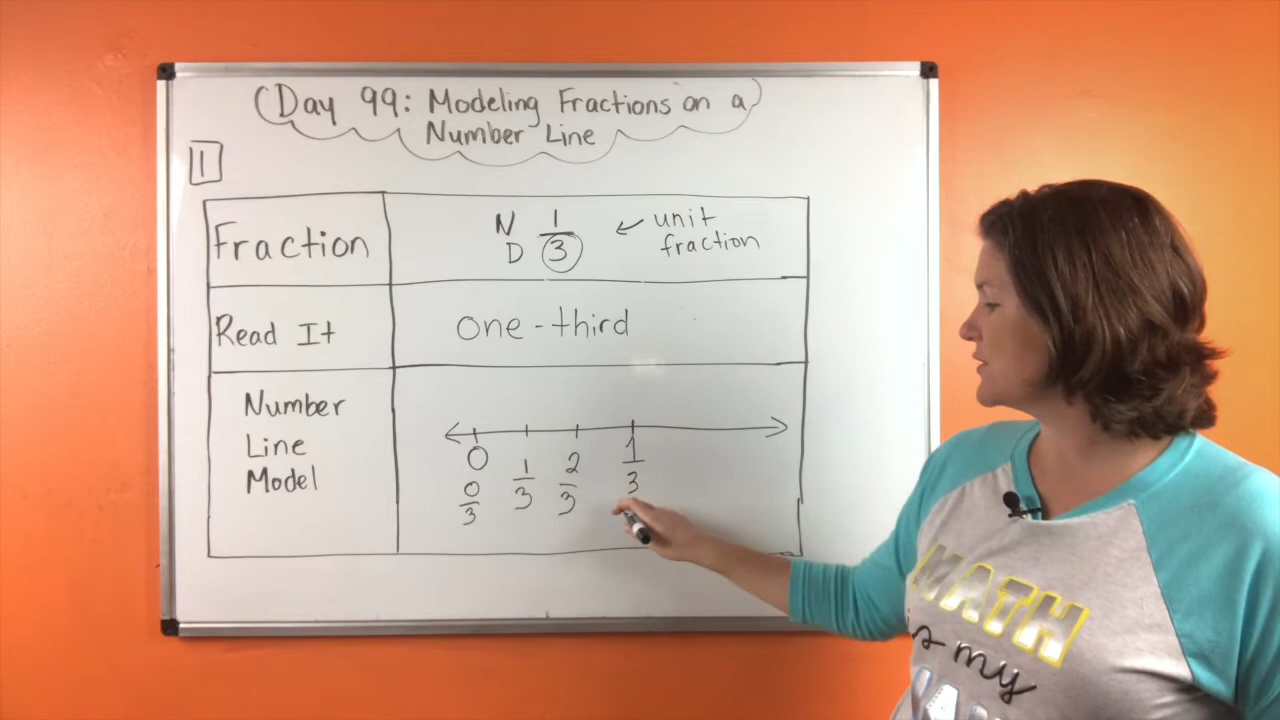 Day 99: Modeling Fractions on a
Number Line
1
Fraction
N 1
D 3
unit
fraction
Read It
one-third
Number
Line
Model
0 1/3 2/3 1/3
0/3
MATH
is my